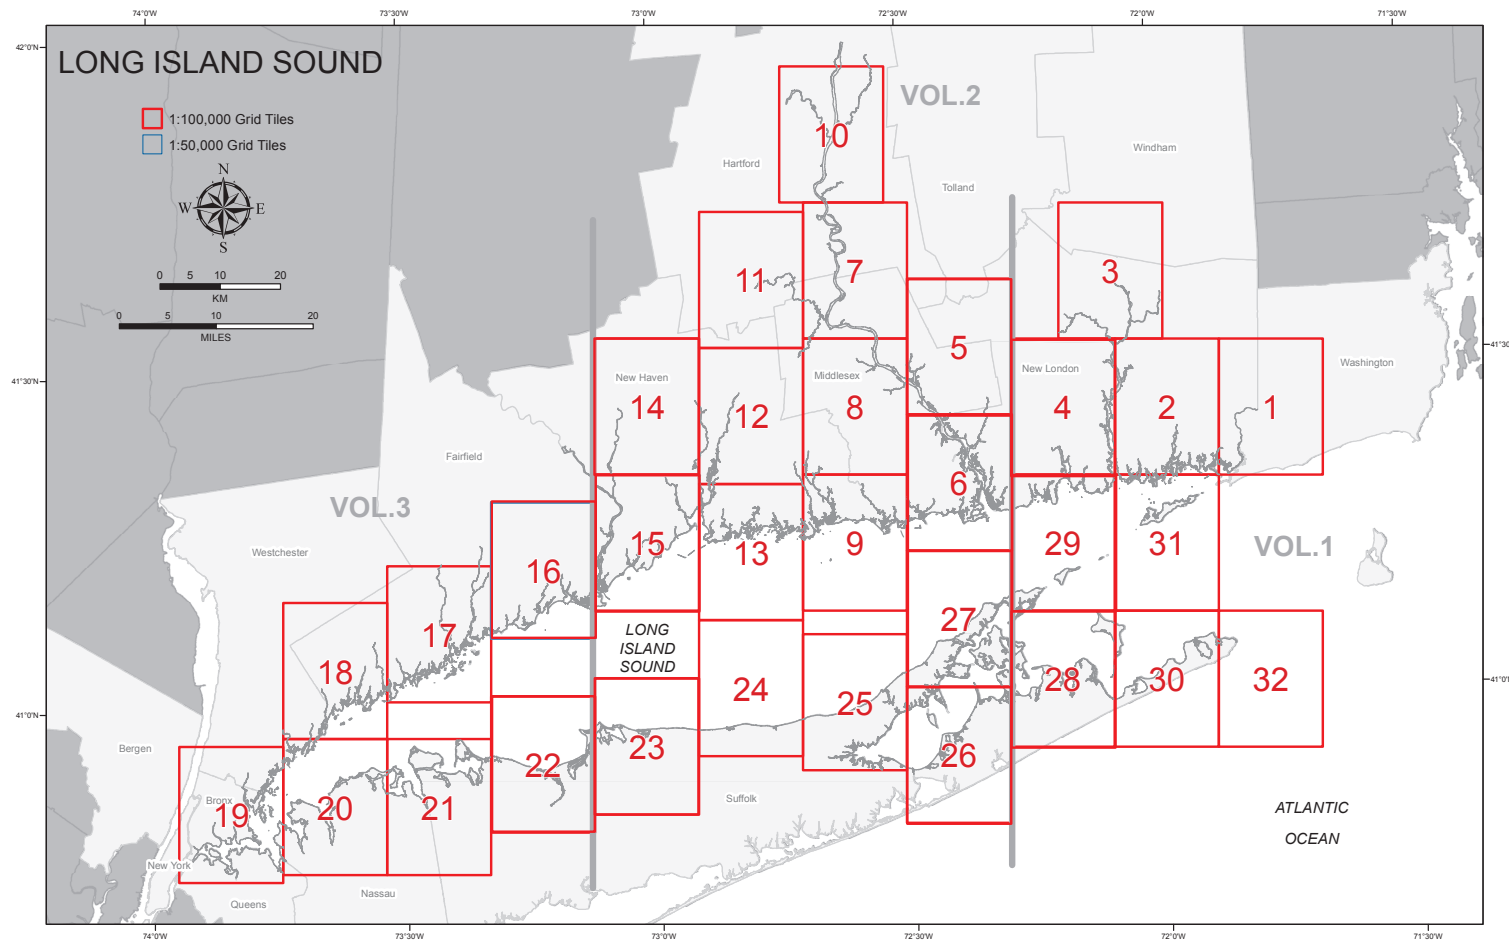 74°0'W 73°30'W 73°0'W 72°30'W 72°0'W 71°30'W
42°0'N
LONG ISLAND SOUND
1:100,000 Grid Tiles
1:50,000 Grid Tiles
N
W E
S
0 5 10 20
KM
0 5 10 20
MILES
VOL.2
10
Hartford
Windham
Tolland
11
7
3
5
41°30'N
41°30'N
New Haven
Middlesex
New London
Washington
14
12
8
4
2
1
Fairfield
VOL.3
6
Westchester
16
15
13
9
29
31
VOL.1
LONG
ISLAND
SOUND
18
17
27
24
25
28
30
32
41°0'N
41°0'N
Bergen
22
23
26
Suffolk
Bronx
19
20
21
ATLANTIC
OCEAN
New York
Nassau
Queens
74°0'W 73°30'W 73°0'W 72°30'W 72°0'W 71°30'W